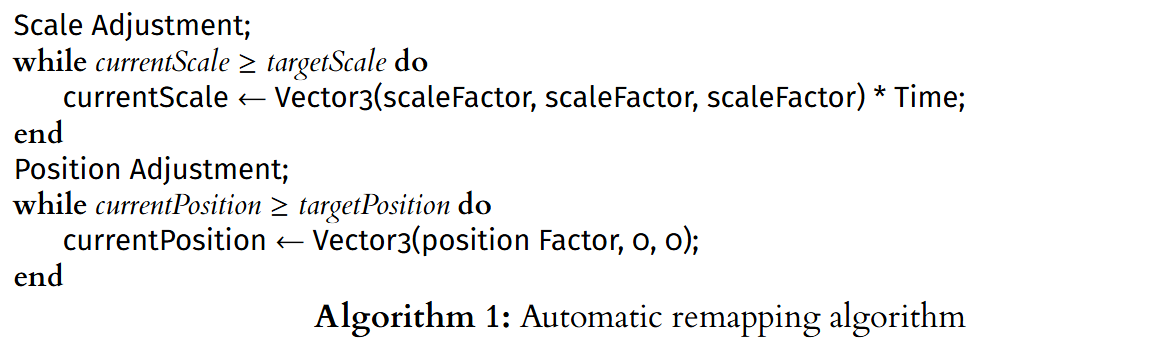 Scale Adjustment;
while currentScale ≥ targetScale do
currentScale ← Vector3(scaleFactor, scaleFactor, scaleFactor) * Time;
end
Position Adjustment;
while currentPosition ≥ targetPosition do
currentPosition ← Vector3(position Factor, 0, 0);
end
Algorithm 1: Automatic remapping algorithm